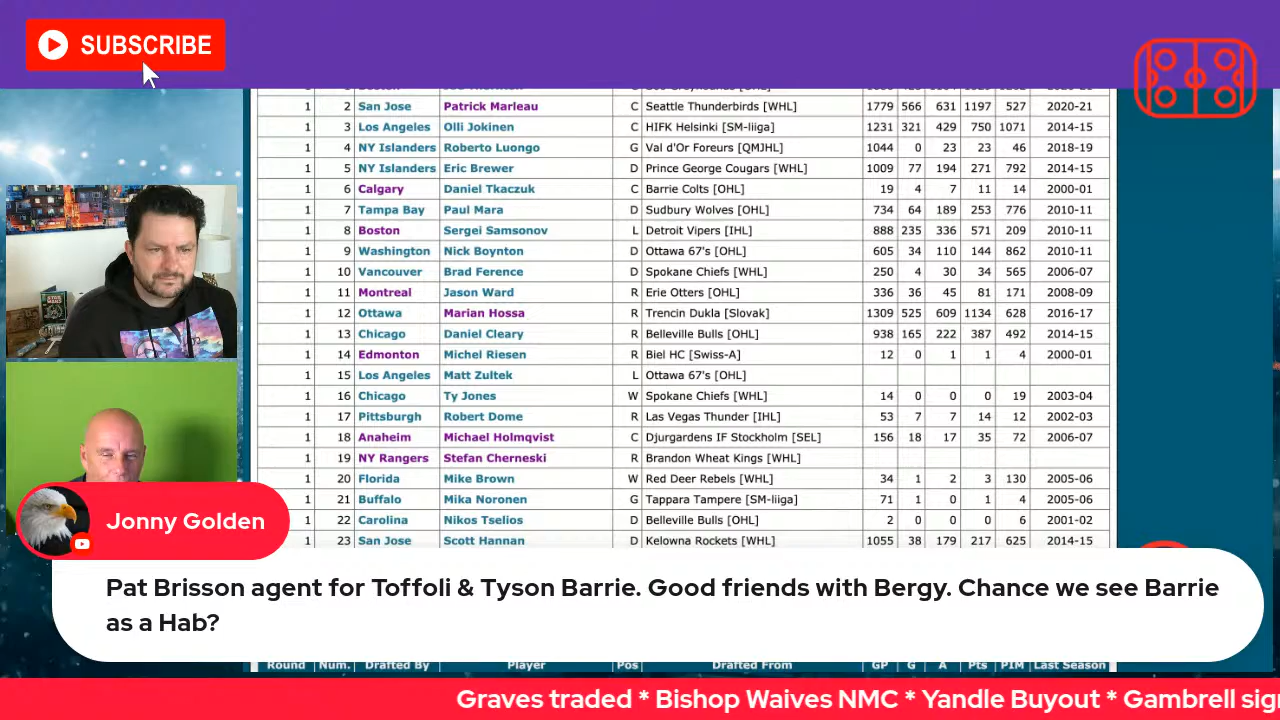 SUBSCRIBE
1 2 San Jose Patrick Marleau C Seattle Thunderbirds [WHL] 1779 566 631 1197 527 2020-21
1 3 Los Angeles Olli Jokinen C HIFK Helsinki [SM-liiga] 1231 321 429 750 1071 2014-15
1 4 NY Islanders Roberto Luongo G Val d'Or Foreurs [QMJHL] 1044 0 23 23 46 2018-19
1 5 NY Islanders Eric Brewer D Prince George Cougars [WHL] 1009 77 194 271 792 2014-15
1 6 Calgary Daniel Tkaczuk C Barrie Colts [OHL] 19 4 7 11 14 2000-01
1 7 Tampa Bay Paul Mara D Sudbury Wolves [OHL] 734 64 189 253 776 2010-11
1 8 Boston Sergei Samsonov L Detroit Vipers [IHL] 888 235 336 571 209 2010-11
1 9 Washington Nick Boynton D Ottawa 67's [OHL] 605 34 110 144 862 2010-11
1 10 Vancouver Brad Ference D Spokane Chiefs [WHL] 250 4 30 34 565 2006-07
1 11 Montreal Jason Ward R Erie Otters [OHL] 336 36 45 81 171 2008-09
1 12 Ottawa Marian Hossa R Trencin Dukla [Slovak] 1309 525 609 1134 628 2016-17
1 13 Chicago Daniel Cleary R Belleville Bulls [OHL] 938 165 222 387 492 2014-15
1 14 Edmonton Michel Riesen R Biel HC [Swiss-A] 12 0 1 1 4 2000-01
1 15 Los Angeles Matt Zultek L Ottawa 67's [OHL]
1 16 Chicago Ty Jones W Spokane Chiefs [WHL] 14 0 0 0 19 2003-04
1 17 Pittsburgh Robert Dome R Las Vegas Thunder [IHL] 53 7 7 14 12 2002-03
1 18 Anaheim Michael Holmqvist C Djurgardens IF Stockholm [SEL] 156 18 17 35 72 2006-07
1 19 NY Rangers Stefan Cherneski R Brandon Wheat Kings [WHL]
1 20 Florida Mike Brown W Red Deer Rebels [WHL] 34 1 2 3 130 2005-06
1 21 Buffalo Mika Noronen G Tappara Tampere [SM-liiga] 71 1 0 1 4 2005-06
1 22 Carolina Nikos Tselios D Belleville Bulls [OHL] 2 0 0 0 6 2001-02
1 23 San Jose Scott Hannan D Kelowna Rockets [WHL] 1055 38 179 217 625 2014-15
Jonny Golden
Pat Brisson agent for Toffoli & Tyson Barrie. Good friends with Bergy. Chance we see Barrie
as a Hab?
Round Num. Drafted By Player Pos Drafted From GP G A Pts PIM Last Season
Graves traded * Bishop Waives NMC * Yandle Buyout * Gambrell sig